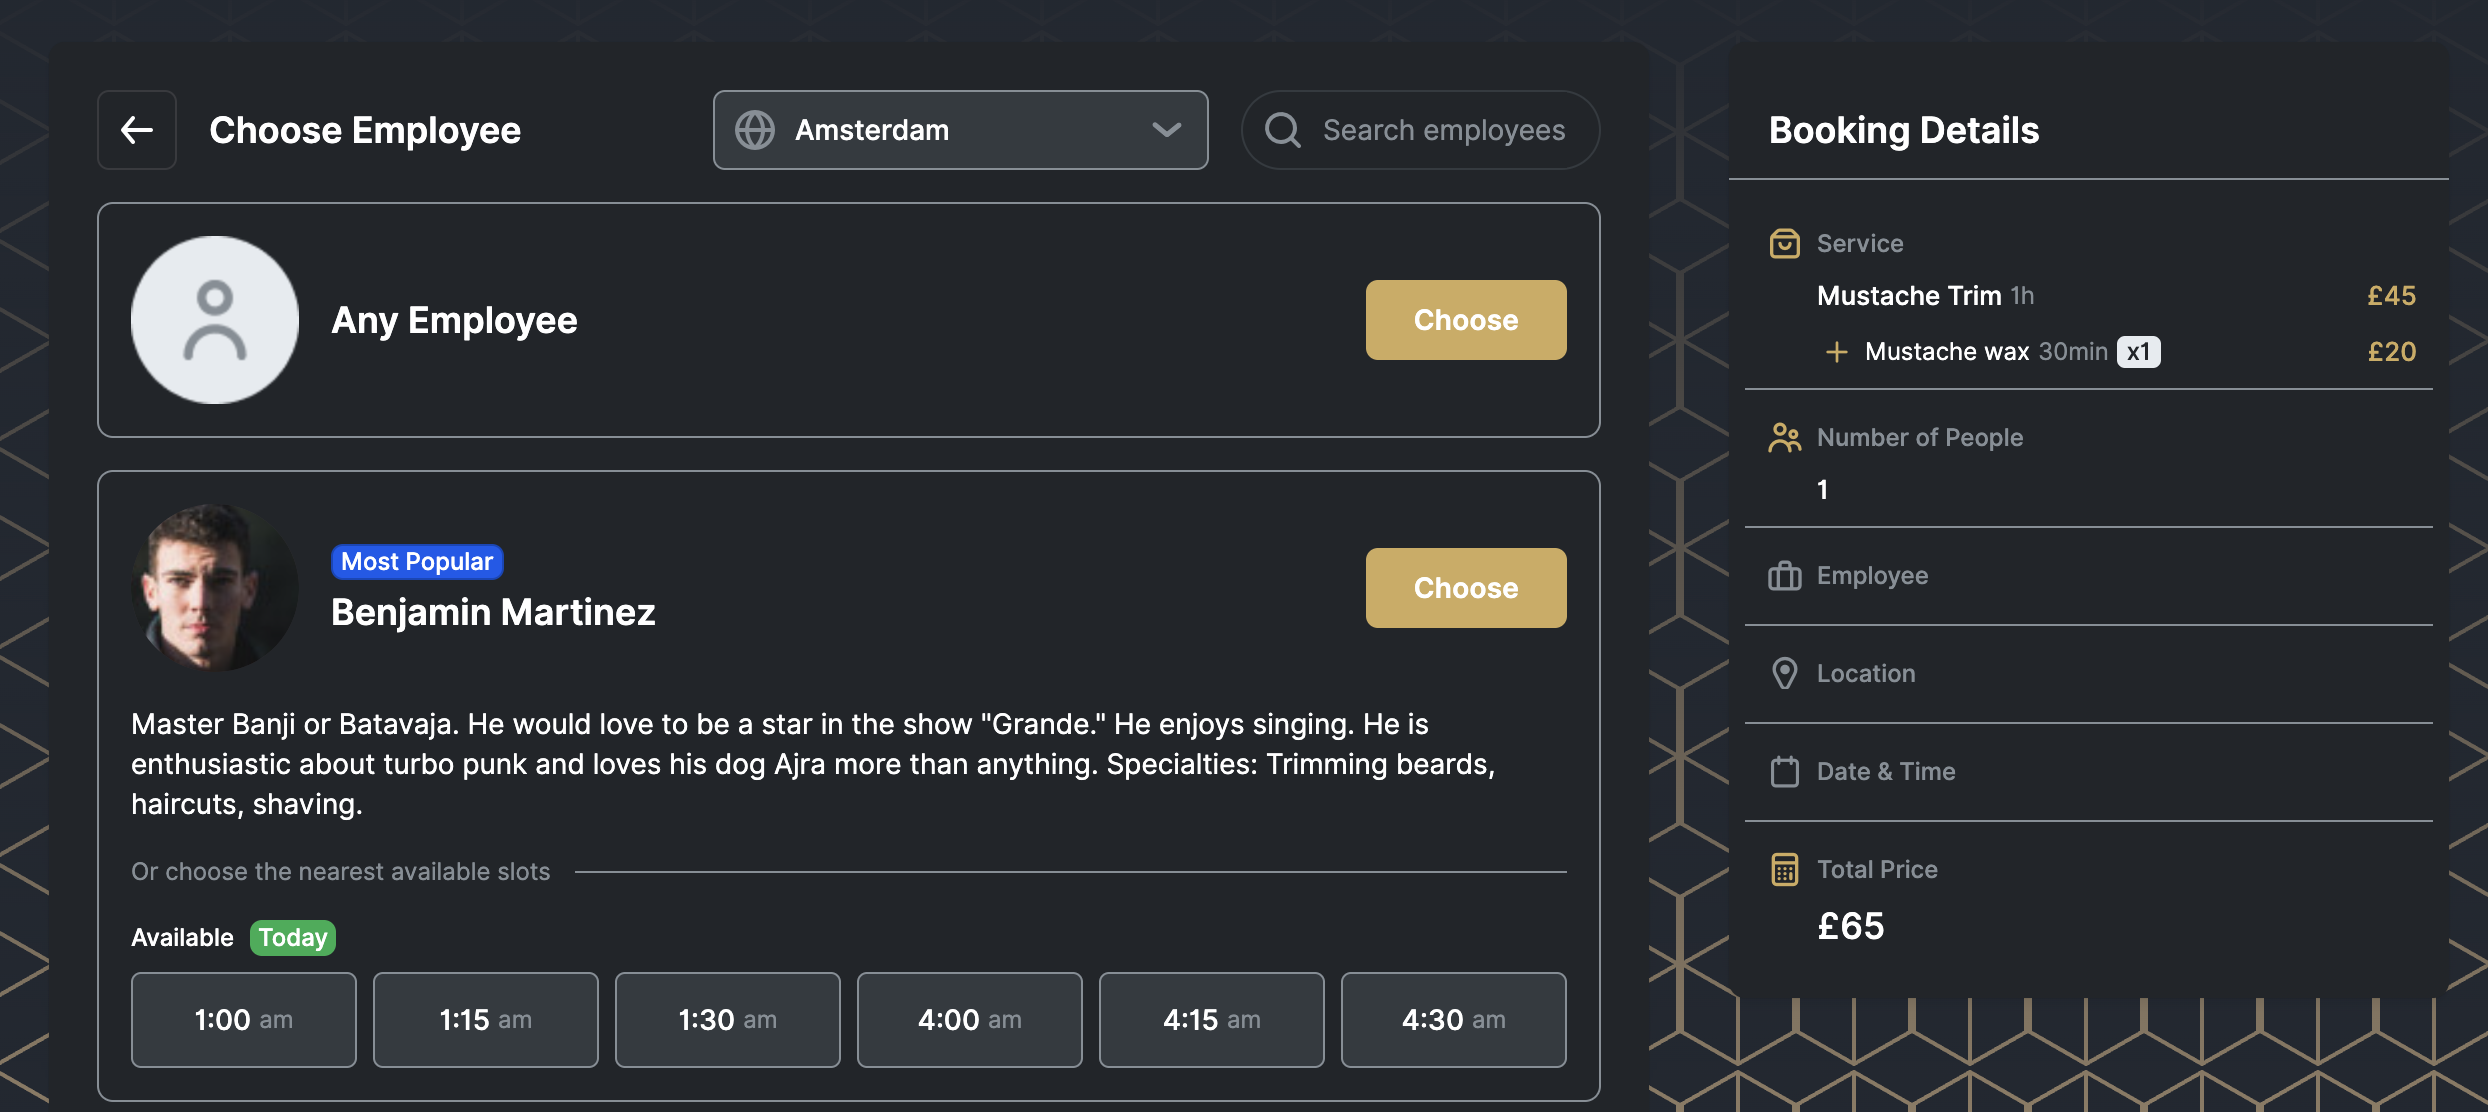 Choose Employee
Amsterdam
Search employees
Any Employee
Choose
Most Popular
Benjamin Martinez
Choose
Master Banji or Batavaja. He would love to be a star in the show "Grande." He enjoys singing. He is
enthusiastic about turbo punk and loves his dog Ajra more than anything. Specialties: Trimming beards,
haircuts, shaving.
Or choose the nearest available slots
Available Today
1:00 am
1:15 am
1:30 am
4:00 am
4:15 am
4:30 am
Booking Details
Service
Mustache Trim 1h £45
+ Mustache wax 30min x1 £20
Number of People
1
Employee
Location
Date & Time
Total Price
£65